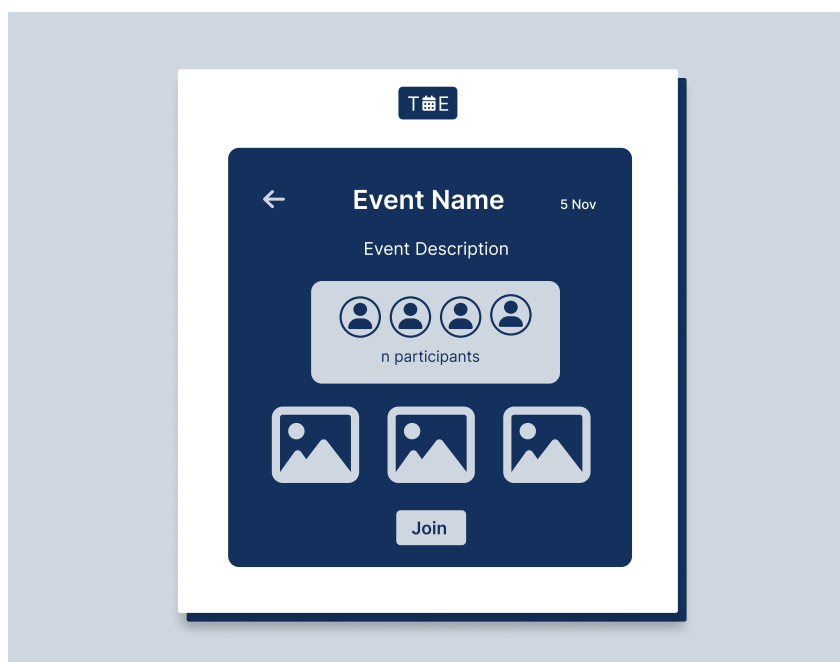 T E
Event Name
5 Nov
Event Description
n participants
Join